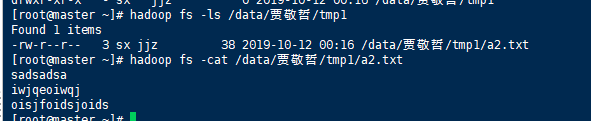 drwxr-xr-x - sx jjz 0 2019-10-12 00:16 /data/贾敬哲/tmp
[root@master ~]# hadoop fs -ls /data/贾敬哲/tmp1
Found 1 items
-rw-r--r-- 3 sx jjz 38 2019-10-12 00:16 /data/贾敬哲/tmp1/a2.txt
[root@master ~]# hadoop fs -cat /data/贾敬哲/tmp1/a2.txt
sadsadsa
iwjqeoiwqj
oisjfoidsjoids
[root@master ~]#